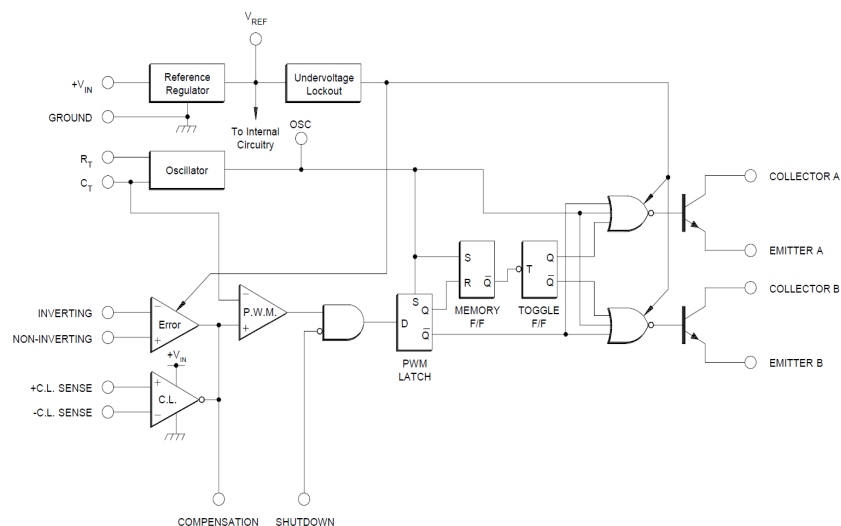 V_REF
+V_IN
Reference
Regulator
Undervoltage
Lockout
GROUND
To Internal
Circuitry
OSC
R_T
C_T
Oscillator
COLLECTOR A
EMITTER A
S
R
Q̅
MEMORY
F/F
T
Q
Q̅
TOGGLE
F/F
COLLECTOR B
EMITTER B
INVERTING
NON-INVERTING
−
+
Error
−
+
P.W.M.
S
D
Q
Q̅
PWM
LATCH
+V_IN
+C.L. SENSE
-C.L. SENSE
+
−
C.L.
COMPENSATION
SHUTDOWN